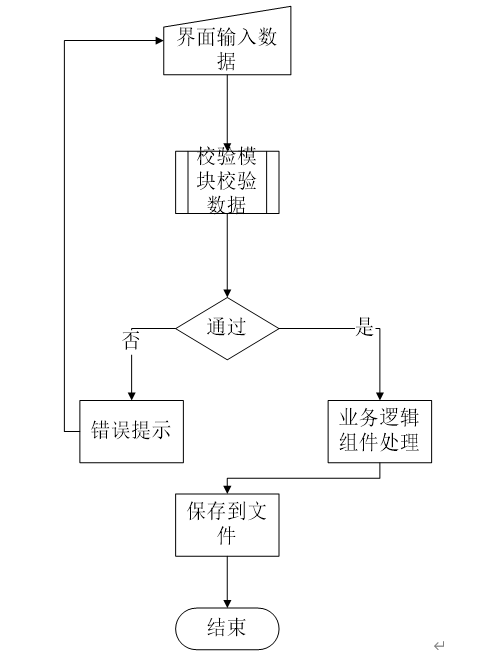 界面输入数
据
校验模
块校验
数据
通过
否
是
错误提示
业务逻辑
组件处理
保存到文
件
结束